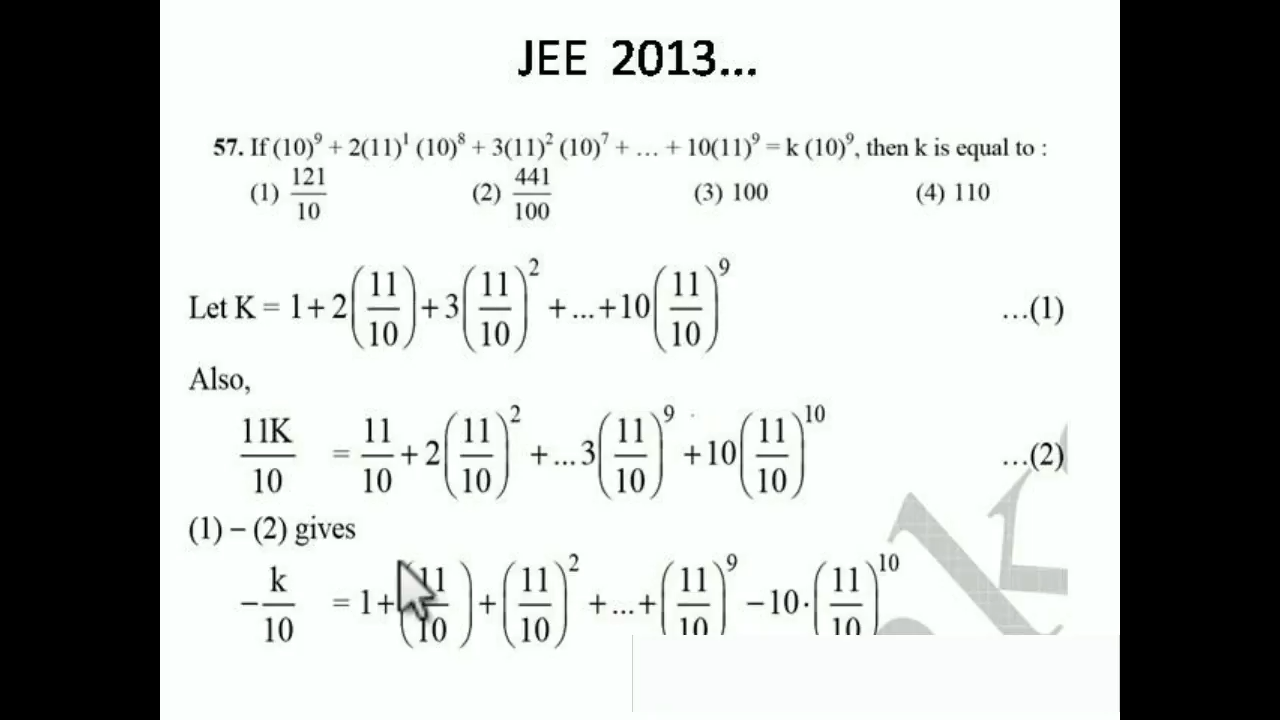 JEE 2013...
57. If (10)⁹ + 2(11)¹ (10)⁸ + 3(11)² (10)⁷ + ... + 10(11)⁹ = k (10)⁹, then k is equal to :
(1) 121/10 (2) 441/100 (3) 100 (4) 110
Let K = 1 + 2(11/10) + 3(11/10)² + ... + 10(11/10)⁹ ...(1)
Also,
11K/10 = 11/10 + 2(11/10)² + ...3(11/10)⁹ + 10(11/10)¹⁰ ...(2)
(1) – (2) gives
–k/10 = 1 + (11/10) + (11/10)² + ... + (11/10)⁹ – 10·(11/10)¹⁰